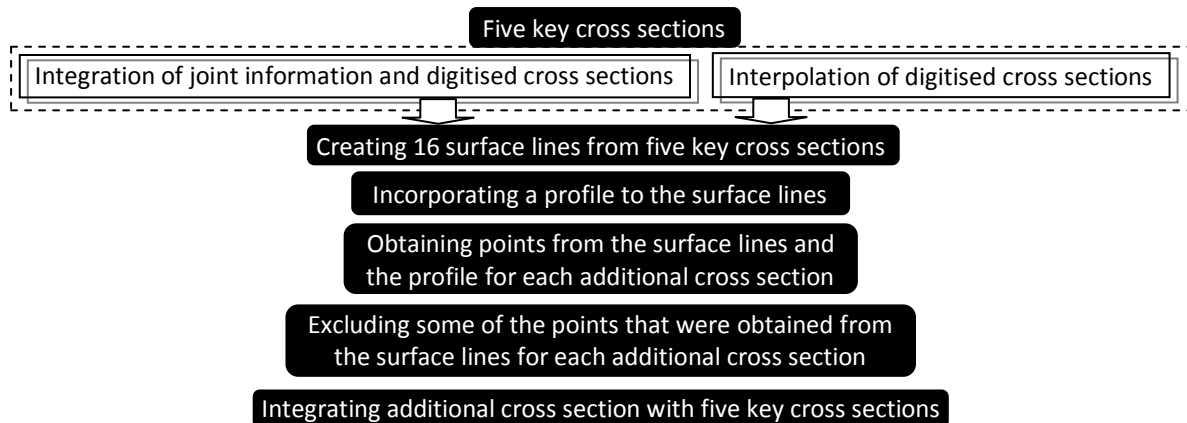 Five key cross sections
Integration of joint information and digitised cross sections
Interpolation of digitised cross sections
Creating 16 surface lines from five key cross sections
Incorporating a profile to the surface lines
Obtaining points from the surface lines and
the profile for each additional cross section
Excluding some of the points that were obtained from
the surface lines for each additional cross section
Integrating additional cross section with five key cross sections